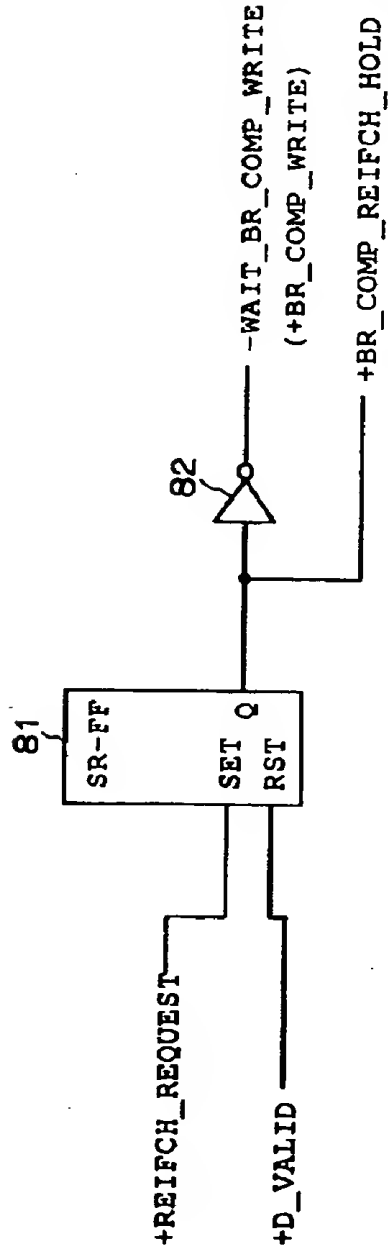 81
SR-FF
+REIFCH_REQUEST
SET
Q
+D_VALID
RST
82
-WAIT_BR_COMP_WRITE
(+BR_COMP_WRITE)
+BR_COMP_REIFCH_HOLD